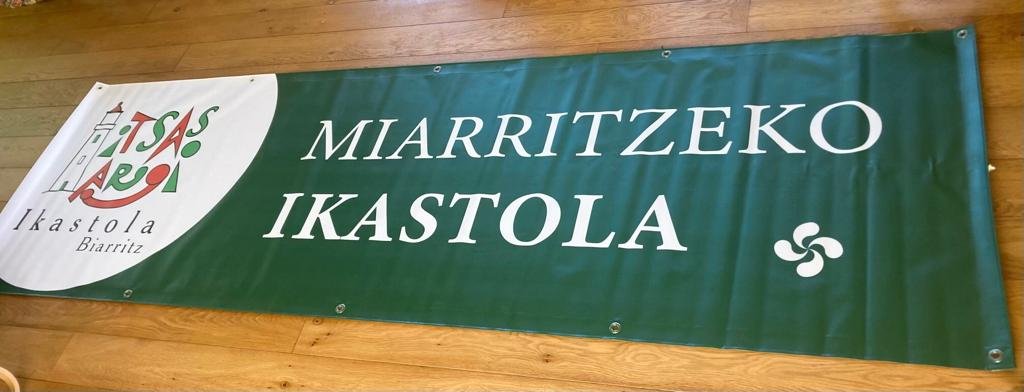 ITSAS
ARGI
Ikastola
Biarritz
MIARRITZEKO
IKASTOLA